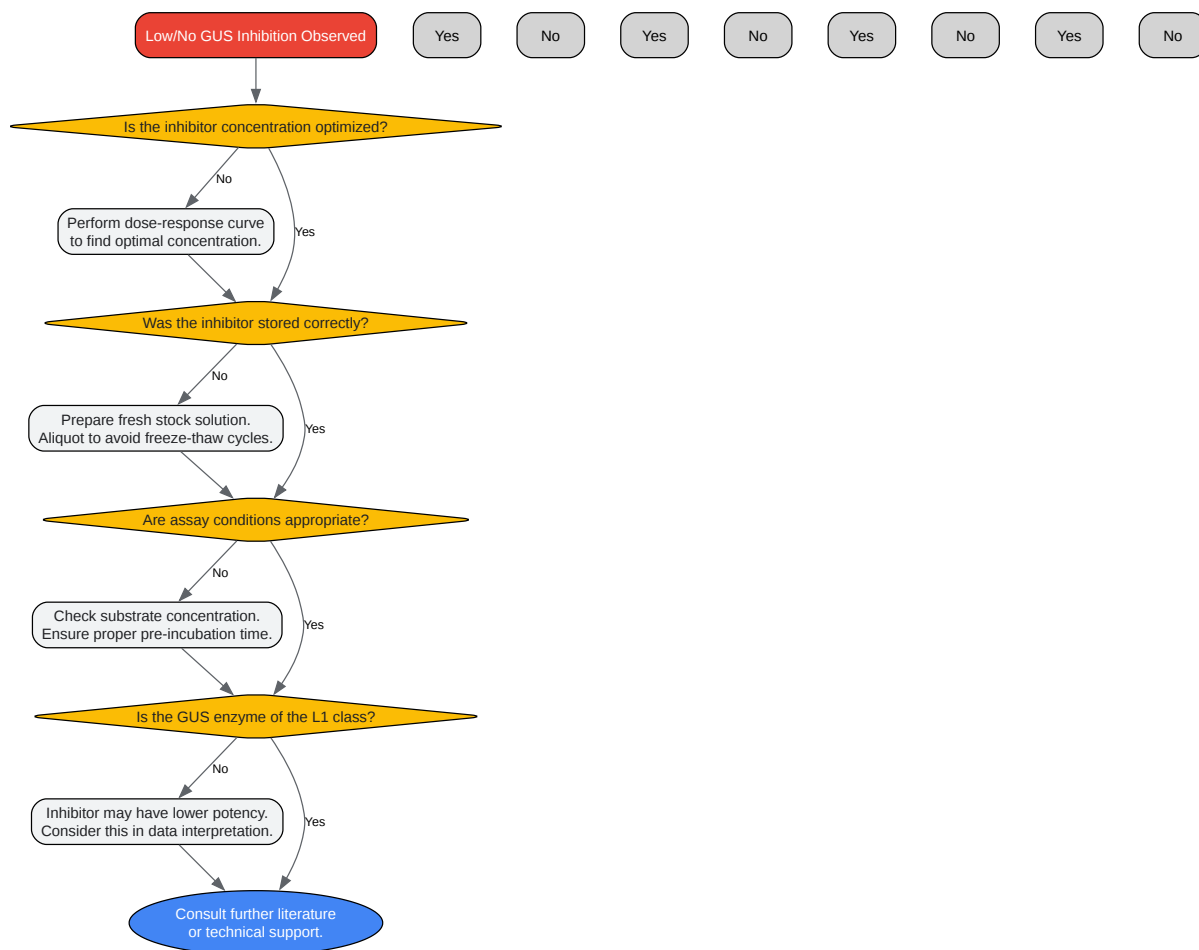 Low/No GUS Inhibition Observed
Yes
No
Yes
No
Yes
No
Yes
No
Is the inhibitor concentration optimized?
No
Perform dose-response curve
to find optimal concentration.
Yes
Was the inhibitor stored correctly?
No
Prepare fresh stock solution.
Aliquot to avoid freeze-thaw cycles.
Yes
Are assay conditions appropriate?
No
Check substrate concentration.
Ensure proper pre-incubation time.
Yes
Is the GUS enzyme of the L1 class?
No
Inhibitor may have lower potency.
Consider this in data interpretation.
Yes
Consult further literature
or technical support.